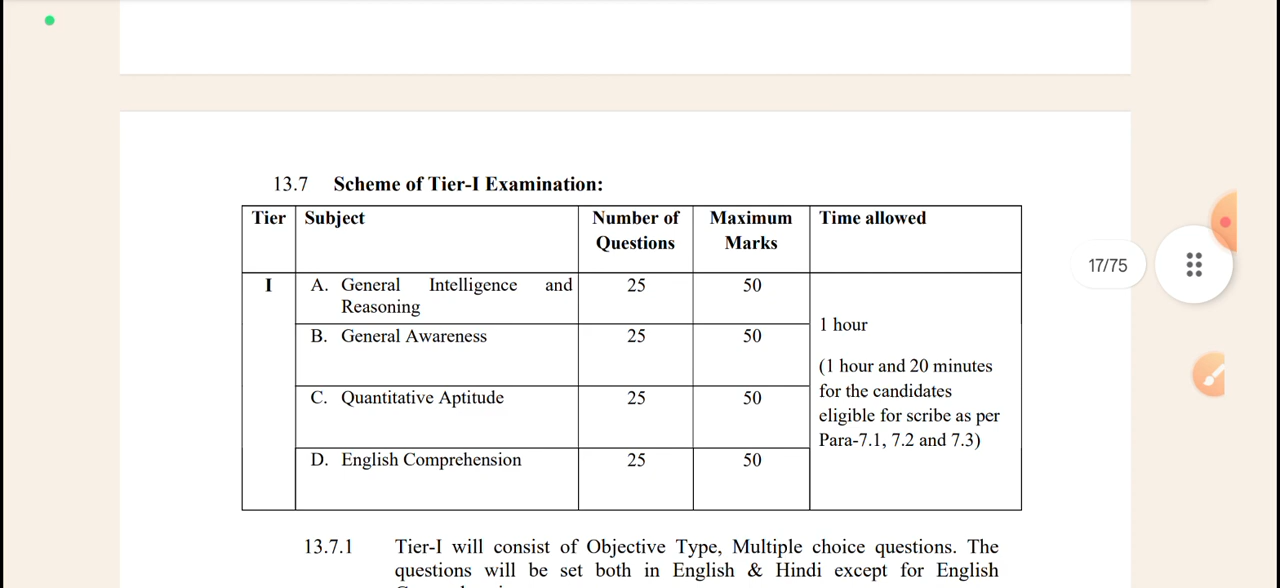 13.7 Scheme of Tier-I Examination:
Tier Subject Number of Questions Maximum Marks Time allowed
I A. General Intelligence and Reasoning 25 50
B. General Awareness 25 50
C. Quantitative Aptitude 25 50
D. English Comprehension 25 50
1 hour
(1 hour and 20 minutes
for the candidates
eligible for scribe as per
Para-7.1, 7.2 and 7.3)
17/75
13.7.1 Tier-I will consist of Objective Type, Multiple choice questions. The
questions will be set both in English & Hindi except for English